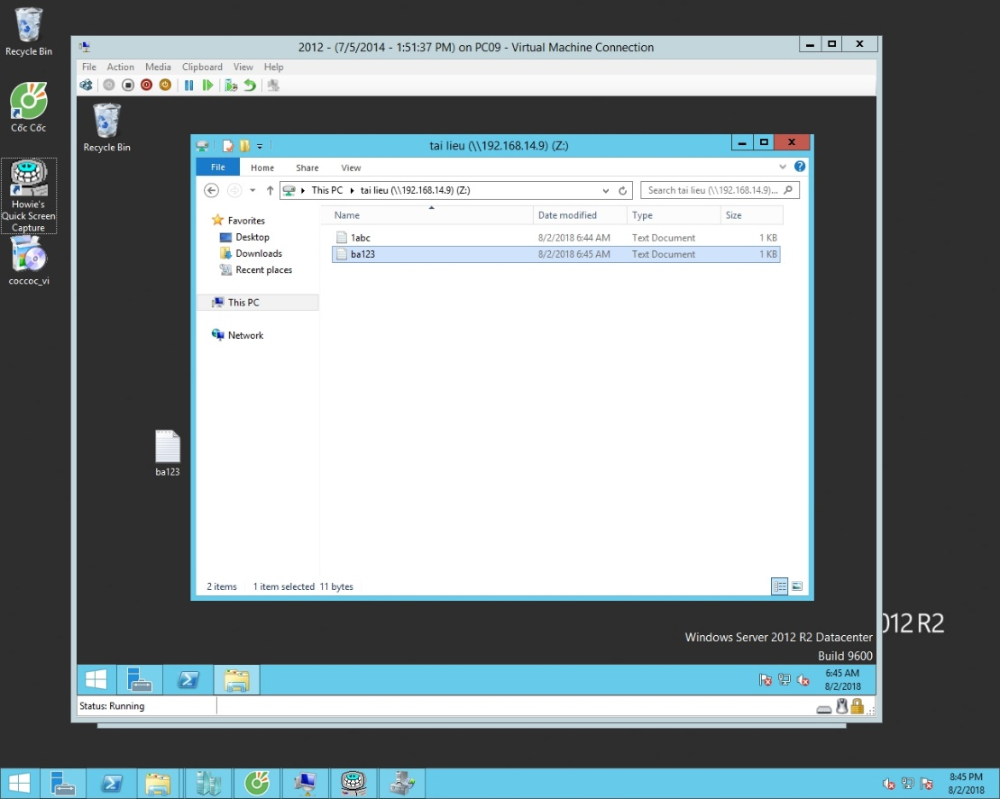 Recycle Bin
Cốc Cốc
Howie's
Quick Screen
Capture
coccoc_vi
2012 - (7/5/2014 - 1:51:37 PM) on PC09 - Virtual Machine Connection
File Action Media Clipboard View Help
Recycle Bin
tai lieu (\\192.168.14.9) (Z:)
File Home Share View
This PC tai lieu (\\192.168.14.9) (Z:)
Search tai lieu (\\192.168.14.9)...
Favorites
Desktop
Downloads
Recent places
This PC
Network
Name Date modified Type Size
1abc 8/2/2018 6:44 AM Text Document 1 KB
ba123 8/2/2018 6:45 AM Text Document 1 KB
ba123
2 items 1 item selected 11 bytes
Windows Server 2012 R2 Datacenter
Build 9600
012 R2
6:45 AM
8/2/2018
Status: Running
8:45 PM
8/2/2018